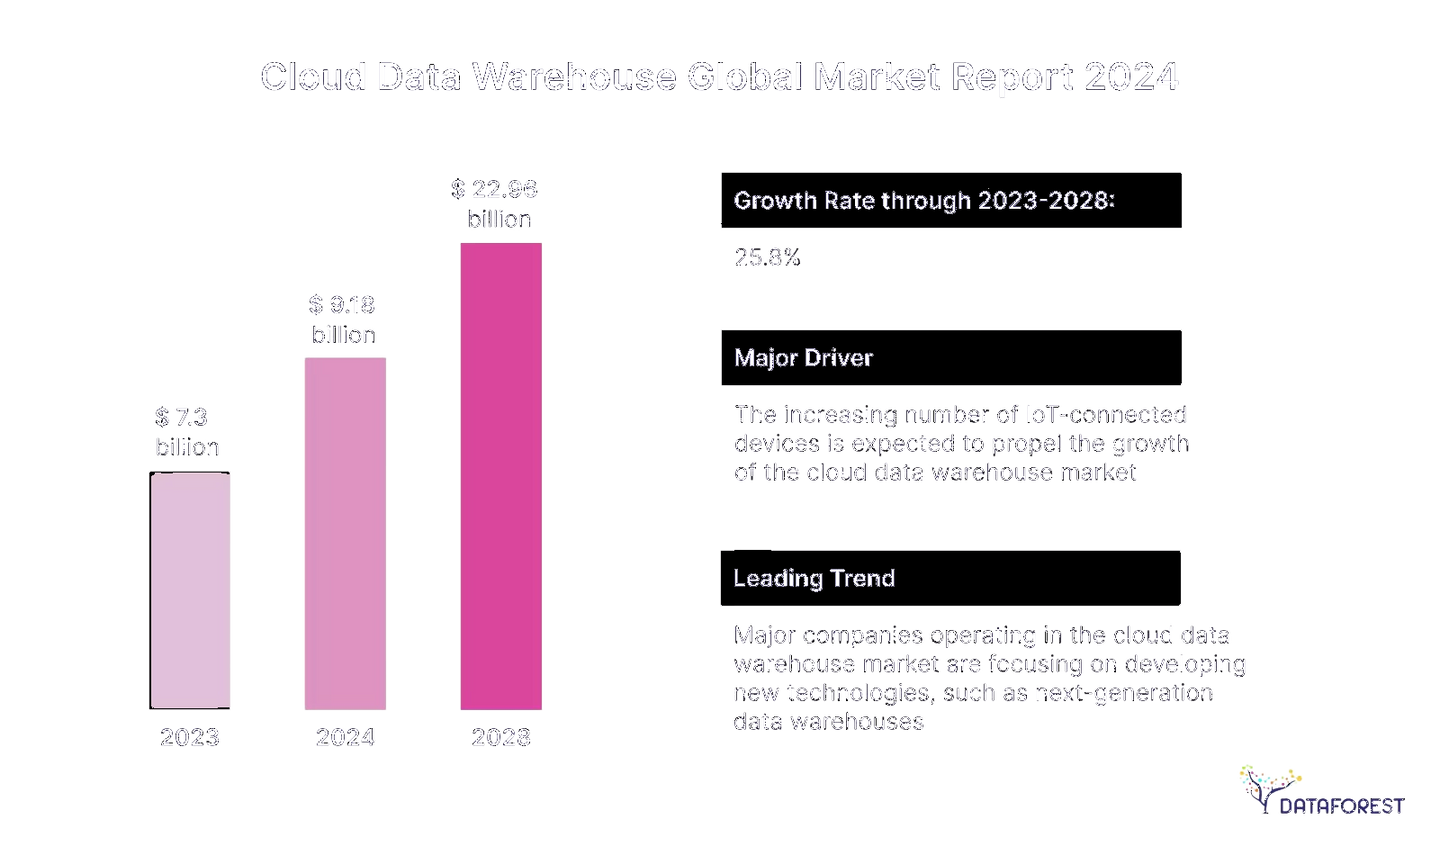 Cloud Data Warehouse Global Market Report 2024
$ 22.96
billion
$ 9.18
billion
$ 7.3
billion
2023
2024
2028
Growth Rate through 2023-2028:
25.8%
Major Driver
The increasing number of IoT-connected
devices is expected to propel the growth
of the cloud data warehouse market
Leading Trend
Major companies operating in the cloud data
warehouse market are focusing on developing
new technologies, such as next-generation
data warehouses
DATAFOREST